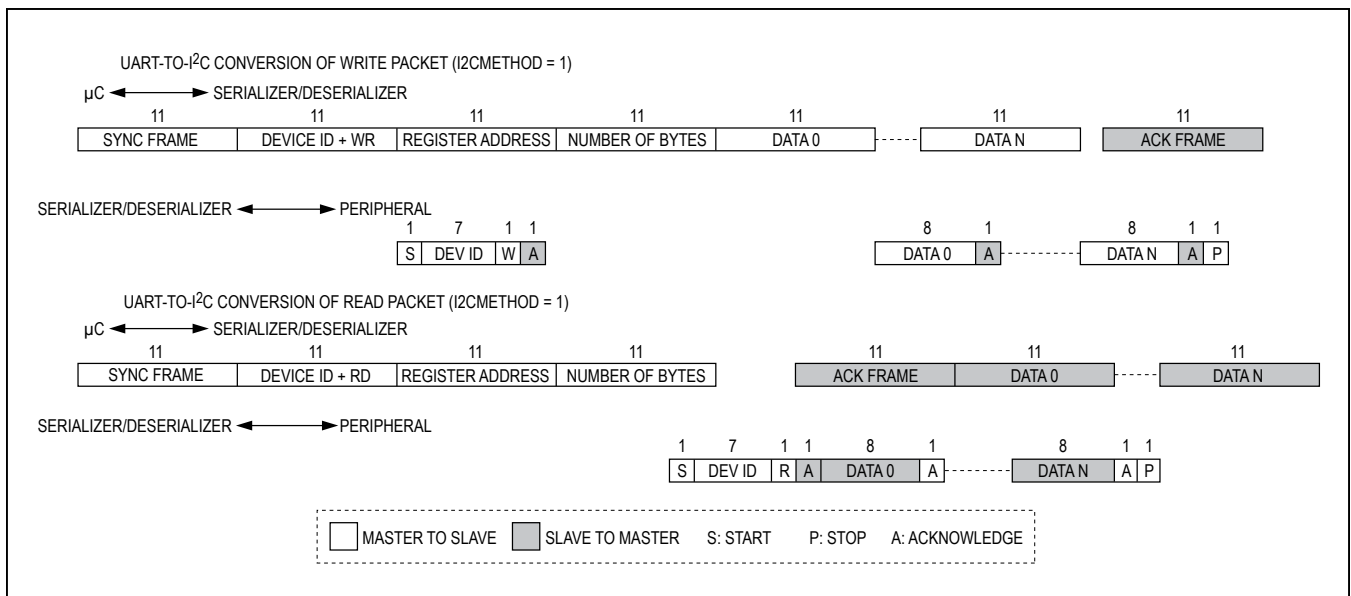 UART-TO-I2C CONVERSION OF WRITE PACKET (I2CMETHOD = 1)
µC SERIALIZER/DESERIALIZER
11 11 11 11 11 11 11
SYNC FRAME DEVICE ID + WR REGISTER ADDRESS NUMBER OF BYTES DATA 0 DATA N ACK FRAME
SERIALIZER/DESERIALIZER PERIPHERAL
1 7 1 1 8 1 8 1 1
S DEV ID W A DATA 0 A DATA N A P
UART-TO-I2C CONVERSION OF READ PACKET (I2CMETHOD = 1)
µC SERIALIZER/DESERIALIZER
11 11 11 11 11 11 11
SYNC FRAME DEVICE ID + RD REGISTER ADDRESS NUMBER OF BYTES ACK FRAME DATA 0 DATA N
SERIALIZER/DESERIALIZER PERIPHERAL
1 7 1 1 8 1 8 1 1
S DEV ID R A DATA 0 A DATA N A P
MASTER TO SLAVE SLAVE TO MASTER S: START P: STOP A: ACKNOWLEDGE